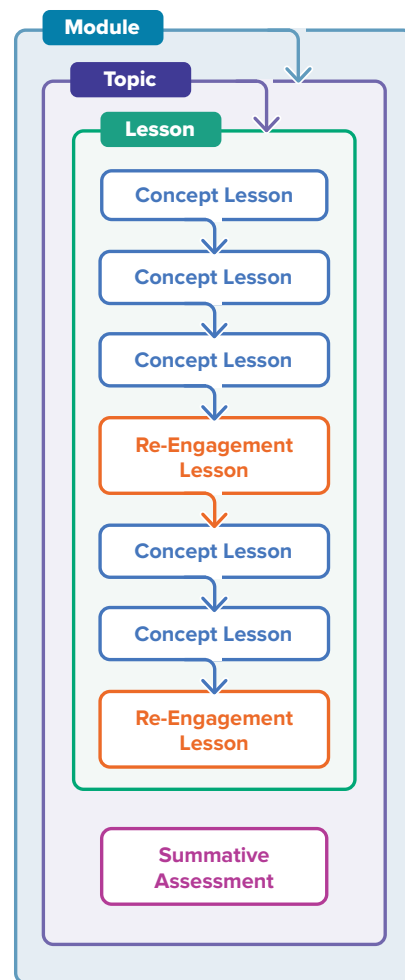 Module
Topic
Lesson
Concept Lesson
Concept Lesson
Concept Lesson
Re-Engagement
Lesson
Concept Lesson
Concept Lesson
Re-Engagement
Lesson
Summative
Assessment